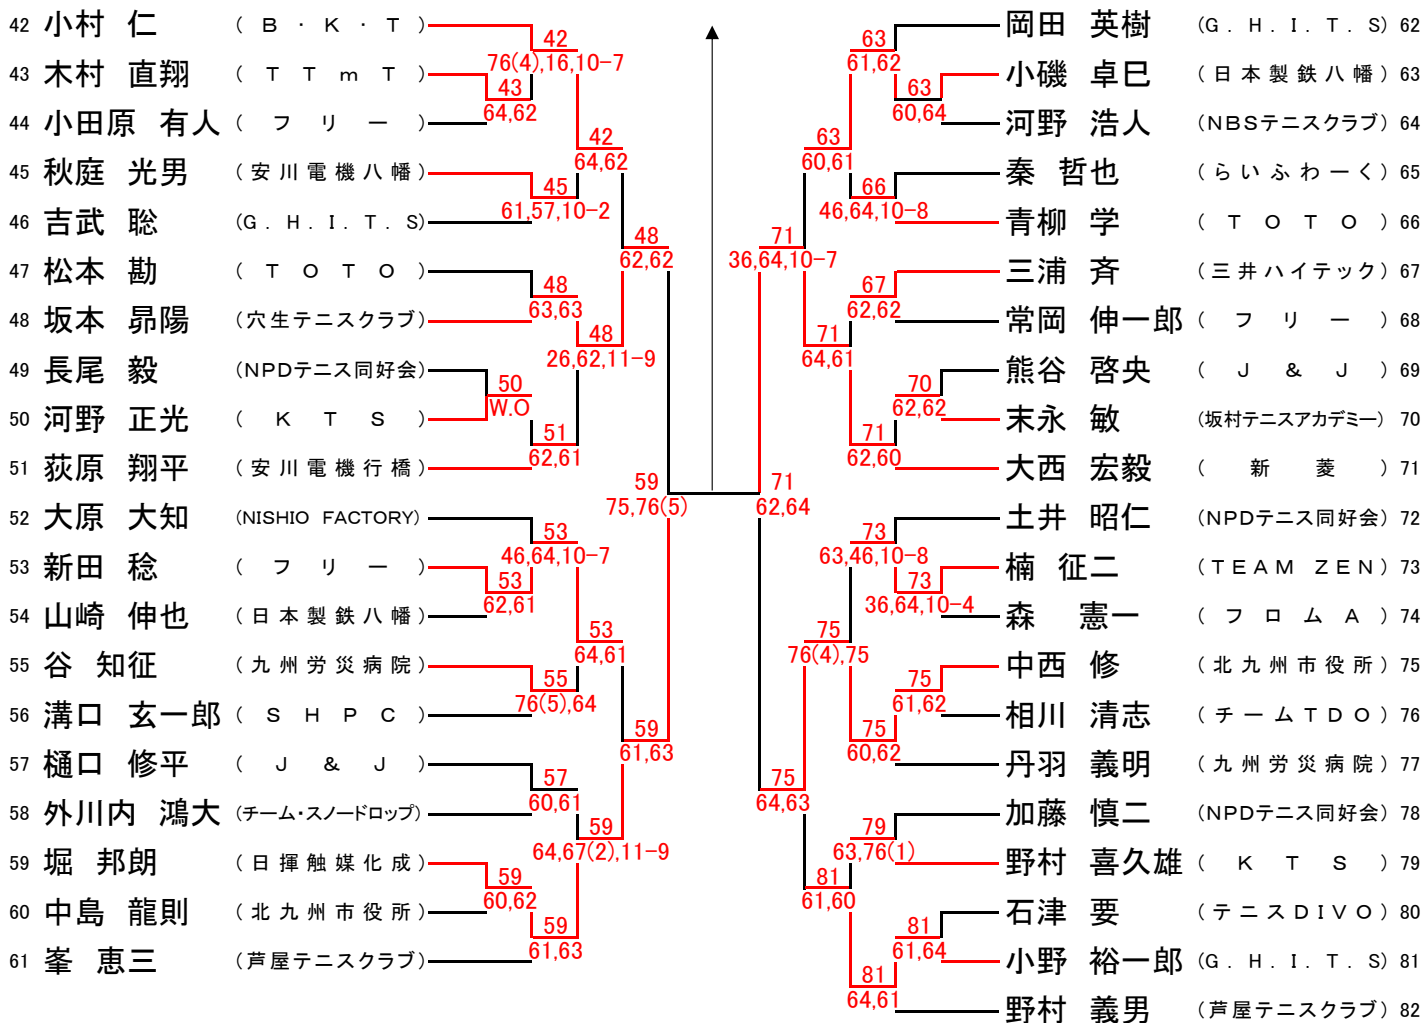 42 小村 仁 ( B ・ K ・ T )
43 木村 直翔 ( T T m T )
44 小田原 有人 ( フ リ ー )
45 秋庭 光男 ( 安 川 電 機 八 幡 )
46 吉武 聡 (G . H . I . T . S)
47 松本 勘 ( T O T O )
48 坂本 昴陽 (穴生テニスクラブ)
49 長尾 毅 (NPDテニス同好会)
50 河野 正光 ( K T S )
51 荻原 翔平 ( 安 川 電 機 行 橋 )
52 大原 大知 (NISHIO FACTORY)
53 新田 稔 ( フ リ ー )
54 山崎 伸也 ( 日 本 製 鉄 八 幡 )
55 谷 知征 ( 九 州 労 災 病 院 )
56 溝口 玄一郎 ( S H P C )
57 樋口 修平 ( J & J )
58 外川内 鴻大 (チーム・スノードロップ)
59 堀 邦朗 ( 日 揮 触 媒 化 成 )
60 中島 龍則 ( 北 九 州 市 役 所 )
61 峯 恵三 (芦屋テニスクラブ)
42
76(4),16,10-7
43
64,62
42
64,62
45
61,57,10-2
48
62,62
48
63,63
48
26,62,11-9
50
W.O
51
62,61
59
75,76(5)
53
46,64,10-7
53
62,61
53
64,61
55
76(5),64
59
61,63
57
60,61
59
64,67(2),11-9
59
60,62
59
61,63
63
61,62
63
60,64
63
60,61
66
46,64,10-8
71
36,64,10-7
67
62,62
71
64,61
70
62,62
71
62,60
71
62,64
73
63,46,10-8
73
36,64,10-4
75
76(4),75
75
61,62
75
60,62
75
64,63
79
63,76(1)
81
61,60
81
61,64
81
64,61
岡田 英樹 (G . H . I . T . S) 62
小磯 卓巳 ( 日 本 製 鉄 八 幡 ) 63
河野 浩人 (NBSテニスクラブ) 64
秦 哲也 ( ら い ふ わ ー く ) 65
青柳 学 ( T O T O ) 66
三浦 斉 ( 三 井 ハ イ テ ッ ク ) 67
常岡 伸一郎 ( フ リ ー ) 68
熊谷 啓央 ( J & J ) 69
末永 敏 (坂村テニスアカデミー) 70
大西 宏毅 ( 新 菱 ) 71
土井 昭仁 (NPDテニス同好会) 72
楠 征二 ( T E A M Z E N ) 73
森 憲一 ( フ ロ ム A ) 74
中西 修 ( 北 九 州 市 役 所 ) 75
相川 清志 ( チ ー ム T D O ) 76
丹羽 義明 ( 九 州 労 災 病 院 ) 77
加藤 慎二 (NPDテニス同好会) 78
野村 喜久雄 ( K T S ) 79
石津 要 ( テ ニ ス D I V O ) 80
小野 裕一郎 (G . H . I . T . S) 81
野村 義男 (芦屋テニスクラブ) 82